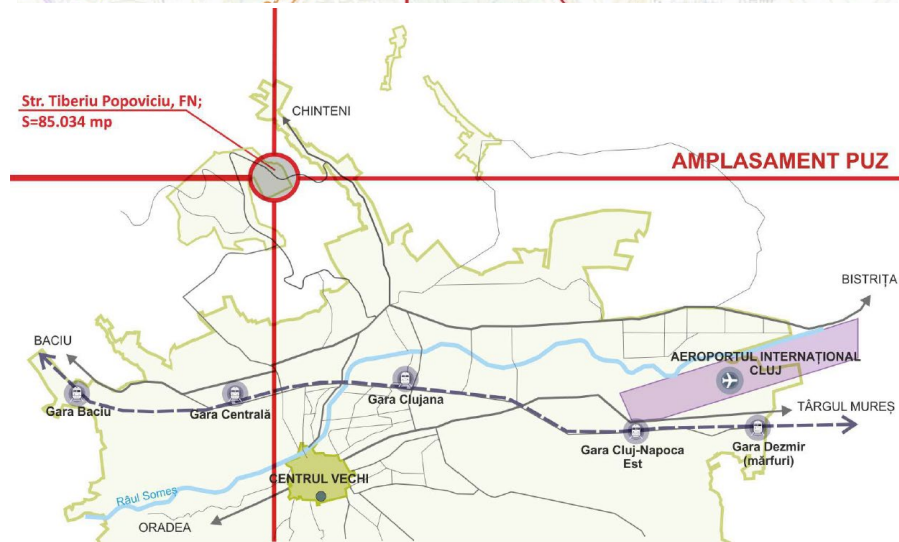 Str. Tiberiu Popoviciu, FN;
S=85.034 mp
CHINTENI
AMPLASAMENT PUZ
BISTRIȚA
BACIU
AEROPORTUL INTERNAȚIONAL
CLUJ
Gara Baciu
Gara Centrală
Gara Clujana
TÂRGUL MUREȘ
Gara Cluj-Napoca
Est
Gara Dezmir
(mărfuri)
CENTRUL VECHI
Râul Someș
ORADEA